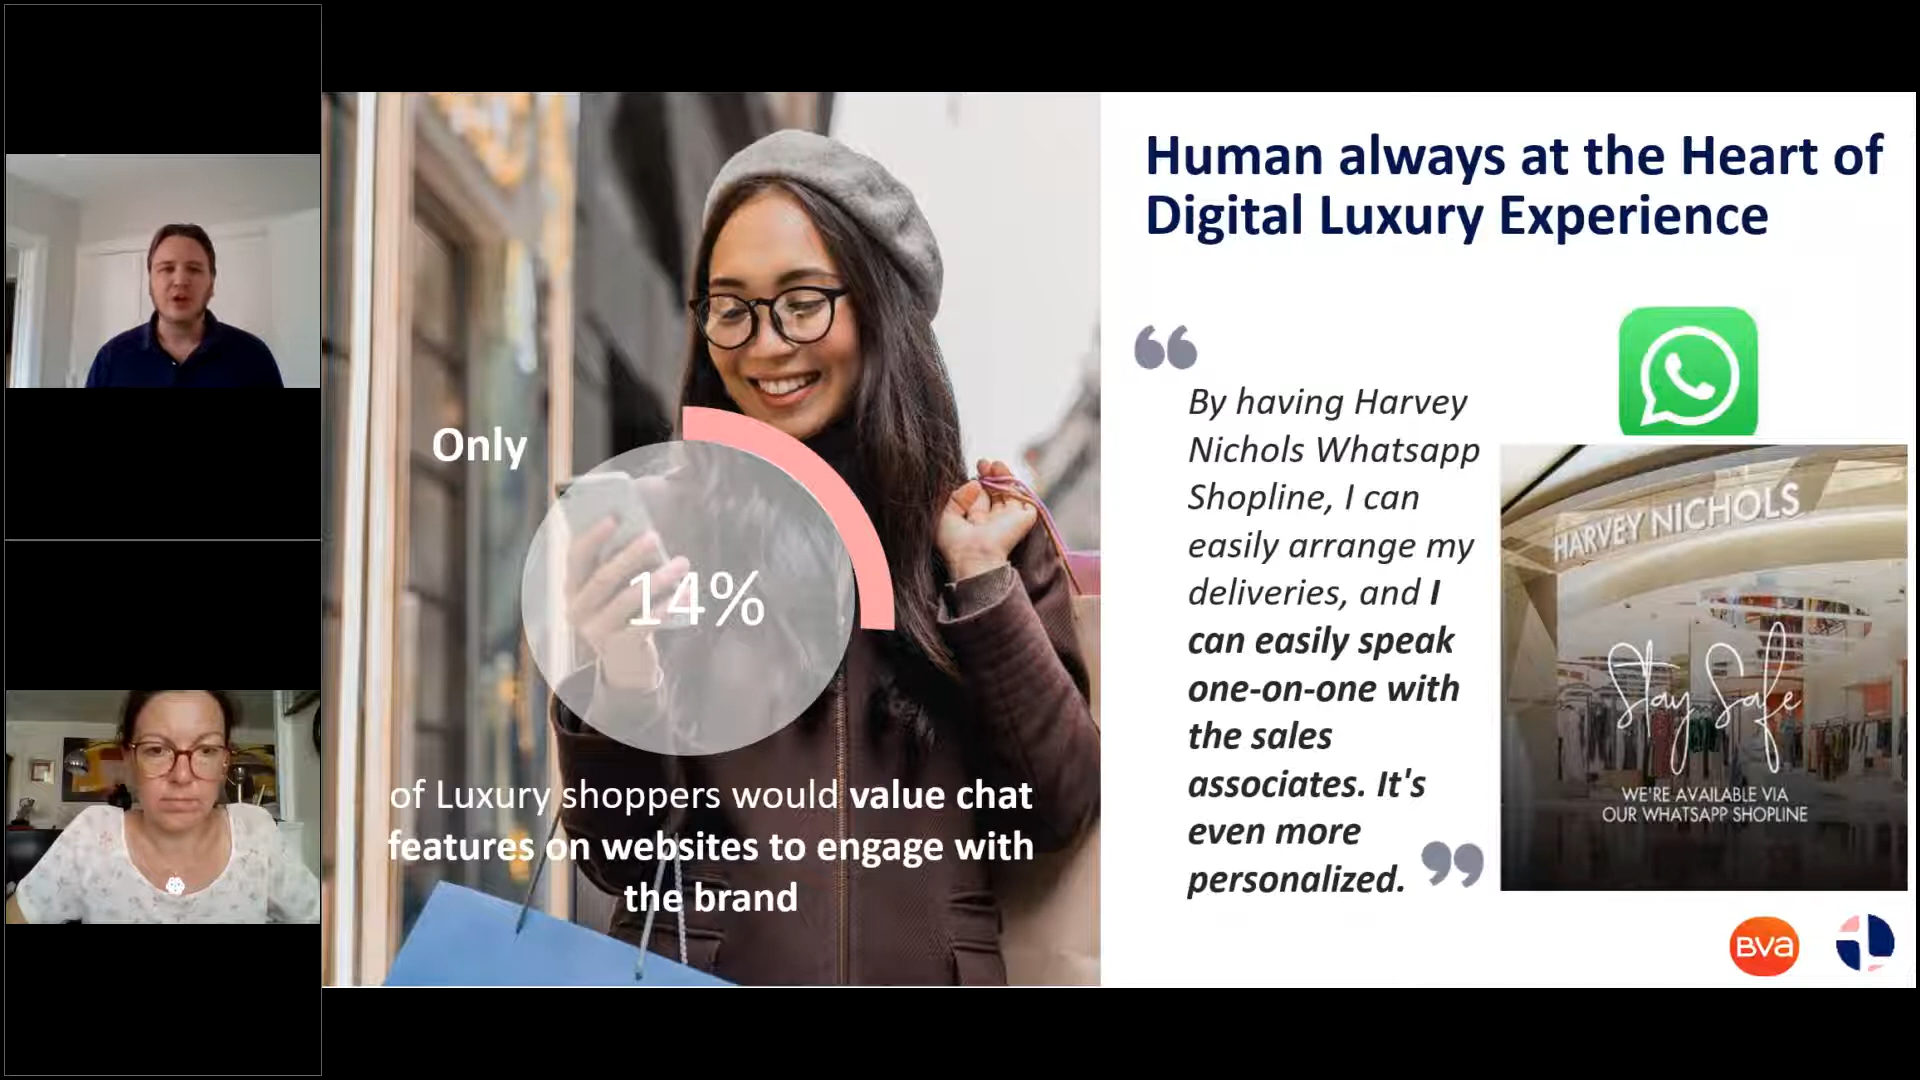 Human always at the Heart of
Digital Luxury Experience
Only
14%
of Luxury shoppers would value chat
features on websites to engage with
the brand
“
By having Harvey
Nichols Whatsapp
Shopline, I can
easily arrange my
deliveries, and I
can easily speak
one-on-one with
the sales
associates. It's
even more
personalized. ”
HARVEY NICHOLS
Stay Safe
WE'RE AVAILABLE VIA
OUR WHATSAPP SHOPLINE
BVa